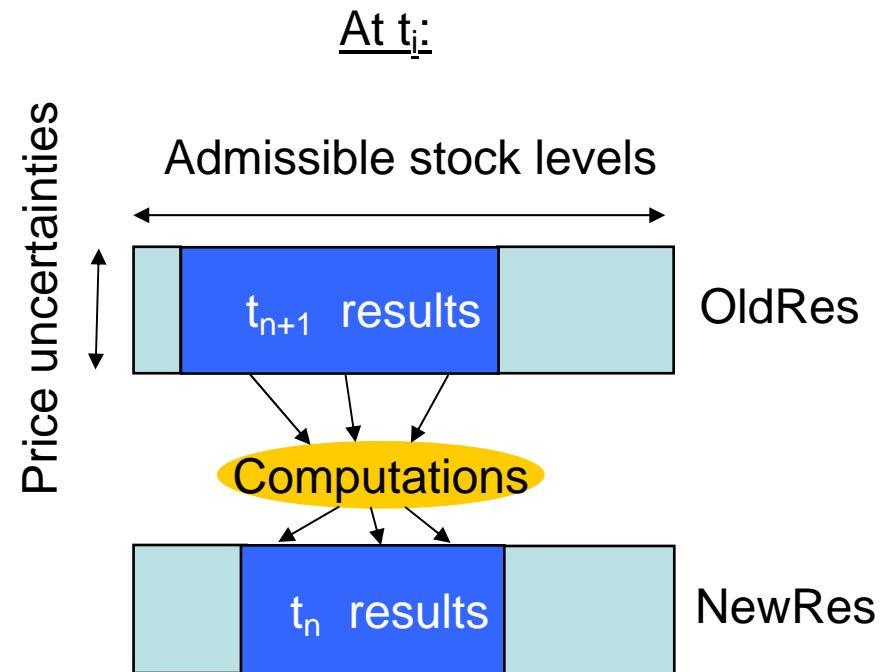 At tᵢ:
Price uncertainties
Admissible stock levels
tₙ₊₁ results
OldRes
Computations
tₙ results
NewRes